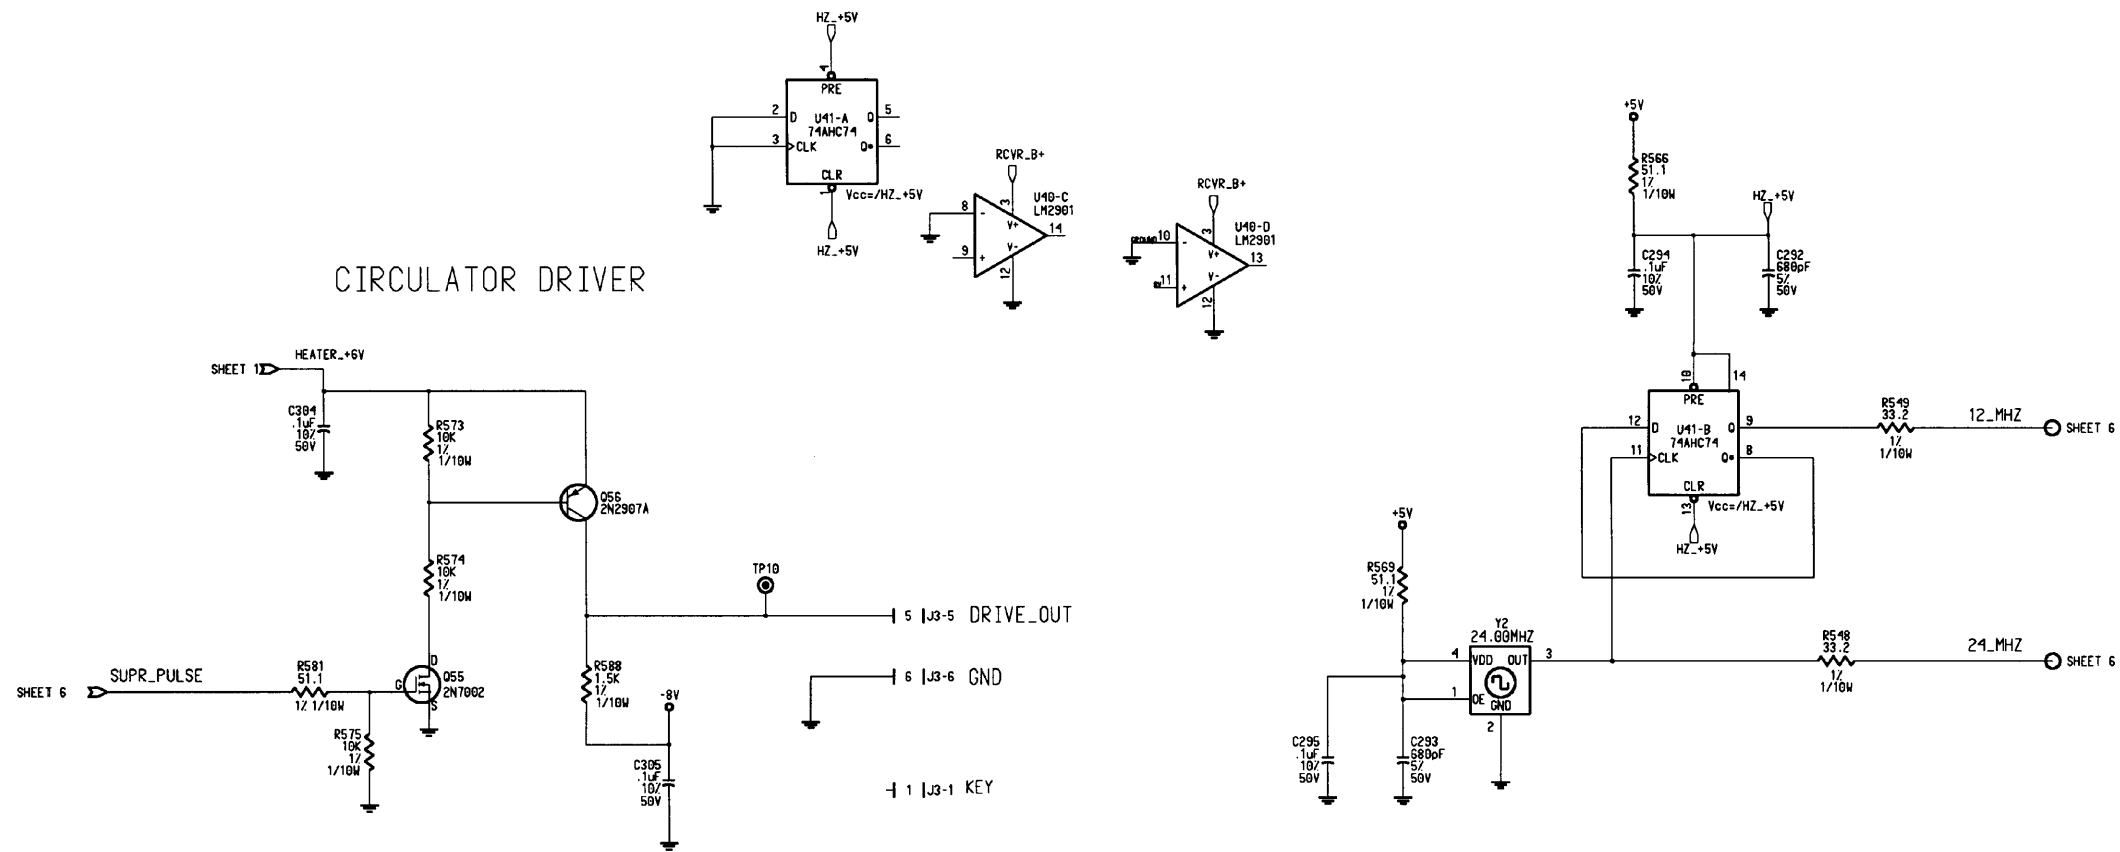 HZ_+5V
4
PRE
2 D U41-A Q 5
74AHC74
3 CLK Q* 6
CLR
1 Vcc=/HZ_+5V
HZ_+5V
RCVR_B+
U40-C
LM2901
8 - 3
V+
14
V-
9 + 12
RCVR_B+
U40-D
LM2901
GROUND 10 - 3
V+
13
V-
11 + 12
+5V
R566
51.1
1%
1/10W
HZ_+5V
C294
.1uF
10%
50V
C292
680pF
5%
50V
CIRCULATOR DRIVER
SHEET 1
HEATER_+6V
C304
.1uF
10%
50V
R573
10K
1%
1/10W
Q56
2N2907A
R574
10K
1%
1/10W
TP10
5 J3-5 DRIVE_OUT
SHEET 6
SUPR_PULSE
R581
51.1
1% 1/10W
G
D
S
Q55
2N7002
R575
10K
1%
1/10W
R588
1.5K
1%
1/10W
-8V
C305
.1uF
10%
50V
6 J3-6 GND
1 J3-1 KEY
10
14
PRE
12 D U41-B Q 9
74AHC74
11 CLK Q* 8
CLR
13 Vcc=/HZ_+5V
HZ_+5V
R549
33.2
1%
1/10W
12_MHZ
SHEET 6
+5V
R569
51.1
1%
1/10W
Y2
24.00MHZ
4 VDD OUT 3
1 OE
GND
2
C295
.1uF
10%
50V
C293
680pF
5%
50V
R548
33.2
1%
1/10W
24_MHZ
SHEET 6